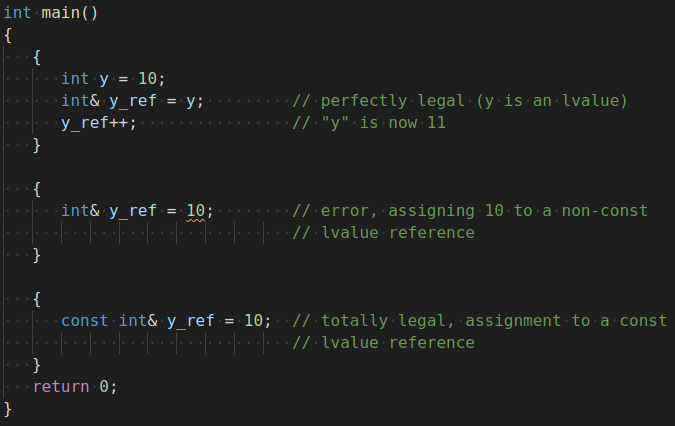 int main()
{
{
int y = 10;
int& y_ref = y; // perfectly legal (y is an lvalue)
y_ref++; // "y" is now 11
}
{
int& y_ref = 10; // error, assigning 10 to a non-const
// lvalue reference
}
{
const int& y_ref = 10; // totally legal, assignment to a const
// lvalue reference
}
return 0;
}